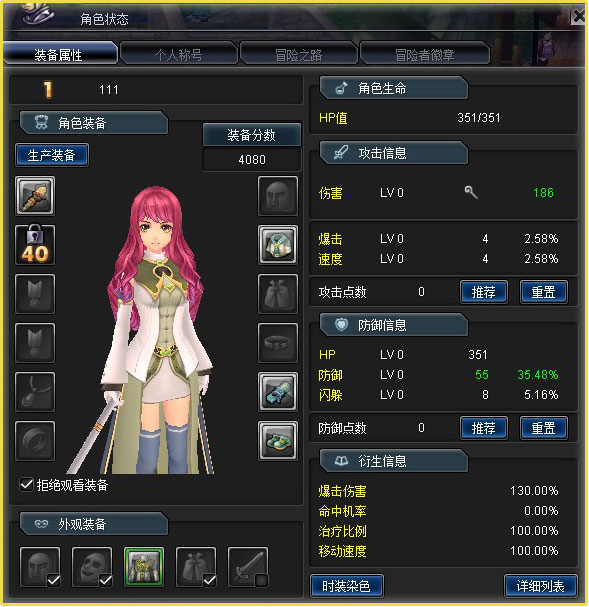 角色状态
装备属性 个人称号 冒险之路 冒险者徽章
1 111
角色装备
装备分数
生产装备
4080
40
拒绝观看装备
外观装备
角色生命
HP值 351/351
攻击信息
伤害 LV 0 186
爆击 LV 0 4 2.58%
速度 LV 0 4 2.58%
攻击点数 0 推荐 重置
防御信息
HP LV 0 351
防御 LV 0 55 35.48%
闪躲 LV 0 8 5.16%
防御点数 0 推荐 重置
衍生信息
爆击伤害 130.00%
命中机率 0.00%
治疗比例 100.00%
移动速度 100.00%
时装染色 详细列表